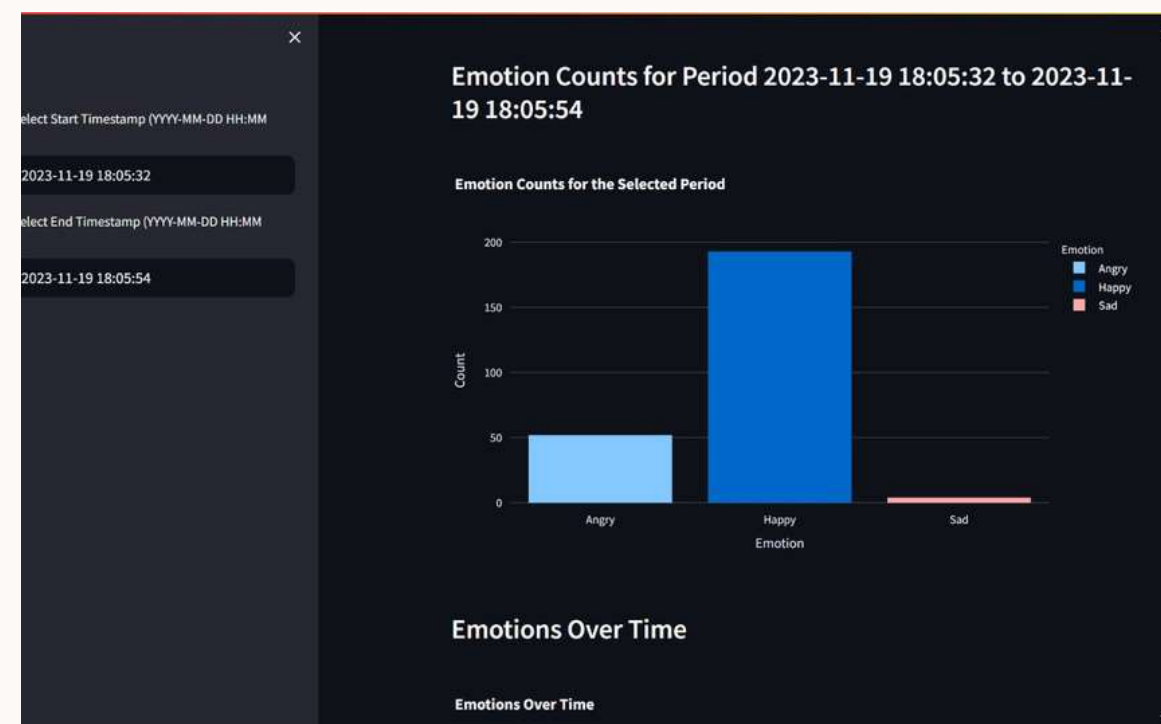 elect Start Timestamp (YYYY-MM-DD HH:MM
2023-11-19 18:05:32
elect End Timestamp (YYYY-MM-DD HH:MM
2023-11-19 18:05:54
Emotion Counts for Period 2023-11-19 18:05:32 to 2023-11-
19 18:05:54
Emotion Counts for the Selected Period
200
150
100
50
0
Count
Angry
Happy
Sad
Emotion
Emotion
Angry
Happy
Sad
Emotions Over Time
Emotions Over Time